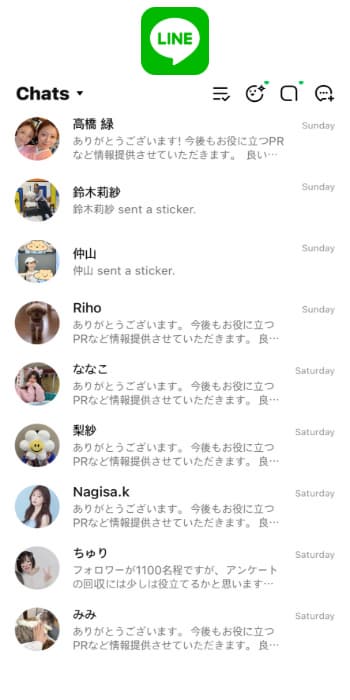 LINE
Chats
高橋 緑
Sunday
ありがとうございます! 今後もお役に立つPR
など情報提供させていただきます。 良い…
鈴木莉紗
Sunday
鈴木莉紗 sent a sticker.
仲山
Sunday
仲山 sent a sticker.
Riho
Sunday
ありがとうございます。 今後もお役に立つ
PRなど情報提供させていただきます。 良…
ななこ
Saturday
ありがとうございます。 今後もお役に立つ
PRなど情報提供させていただきます。 良…
梨紗
Saturday
ありがとうございます。 今後もお役に立つ
PRなど情報提供させていただきます。 良…
Nagisa.k
Saturday
ありがとうございます。 今後もお役に立つ
PRなど情報提供させていただきます。 良…
ちゅり
Saturday
フォロワーが1100名程ですが、アンケート
の回収には少しは役立てるかと思います…
みみ
Saturday
ありがとうございます。 今後もお役に立つ
PRなど情報提供させていただきます。 良…